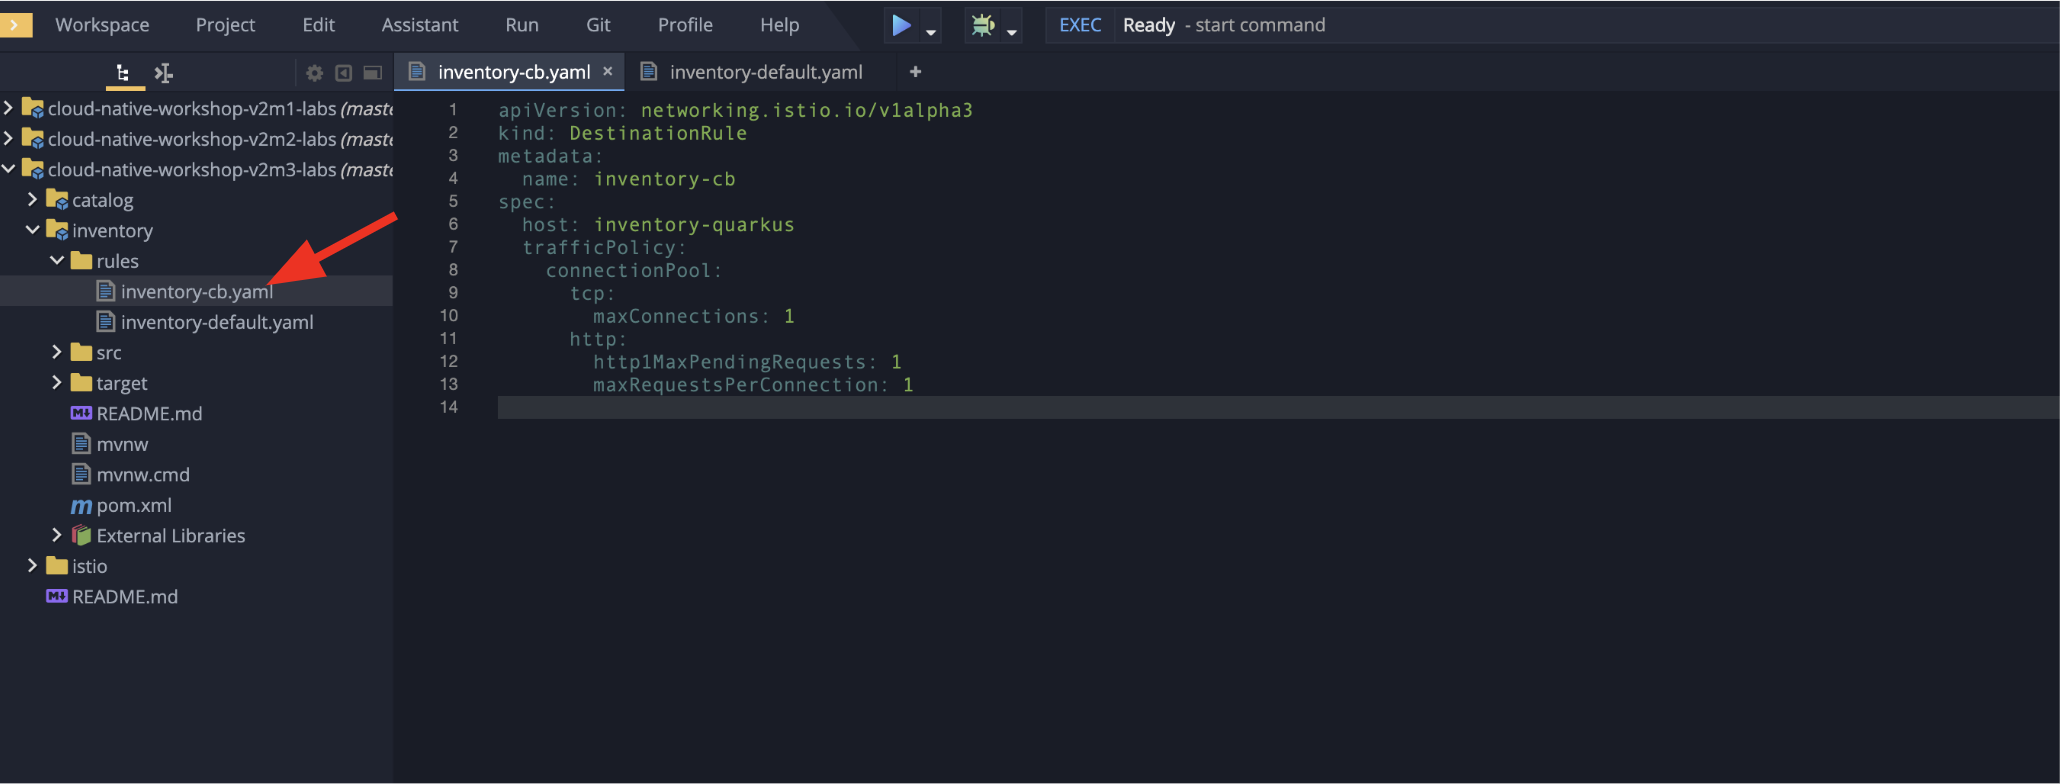 Workspace Project Edit Assistant Run Git Profile Help EXEC Ready - start command
inventory-cb.yaml × inventory-default.yaml +
cloud-native-workshop-v2m1-labs (maste
cloud-native-workshop-v2m2-labs (maste
cloud-native-workshop-v2m3-labs (maste
catalog
inventory
rules
inventory-cb.yaml
inventory-default.yaml
src
target
M↓ README.md
mvnw
mvnw.cmd
m pom.xml
External Libraries
istio
M↓ README.md
1 apiVersion: networking.istio.io/v1alpha3
2 kind: DestinationRule
3 metadata:
4   name: inventory-cb
5 spec:
6   host: inventory-quarkus
7   trafficPolicy:
8     connectionPool:
9       tcp:
10         maxConnections: 1
11       http:
12         http1MaxPendingRequests: 1
13         maxRequestsPerConnection: 1
14